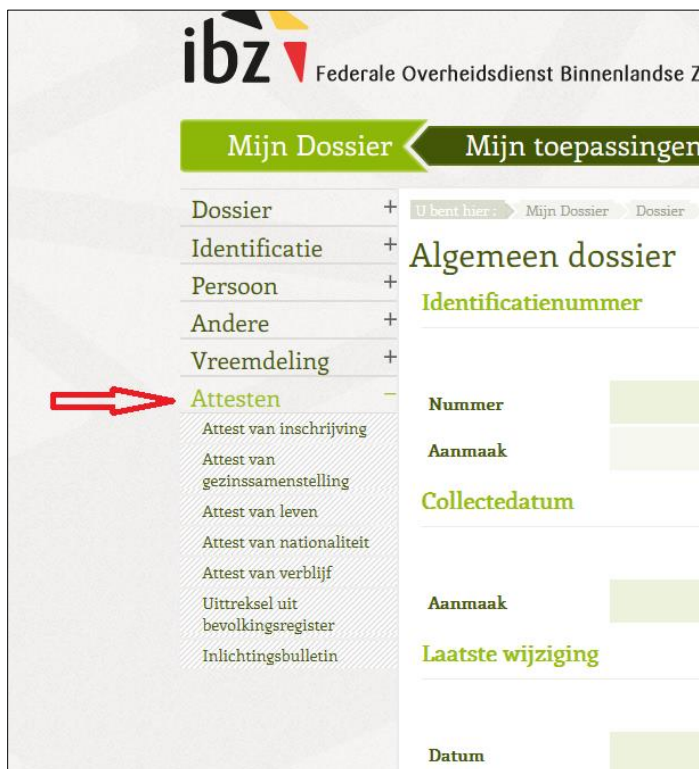 ibz
Federale Overheidsdienst Binnenlandse
Mijn Dossier
Mijn toepassingen
Dossier +
Identificatie +
Persoon +
Andere +
Vreemdeling +
Attesten –
Attest van inschrijving
Attest van
gezinssamenstelling
Attest van leven
Attest van nationaliteit
Attest van verblijf
Uittreksel uit
bevolkingsregister
Inlichtingsbulletin
U bent hier : Mijn Dossier Dossier
Algemeen dossier
Identificatienummer
Nummer
Aanmaak
Collectedatum
Aanmaak
Laatste wijziging
Datum